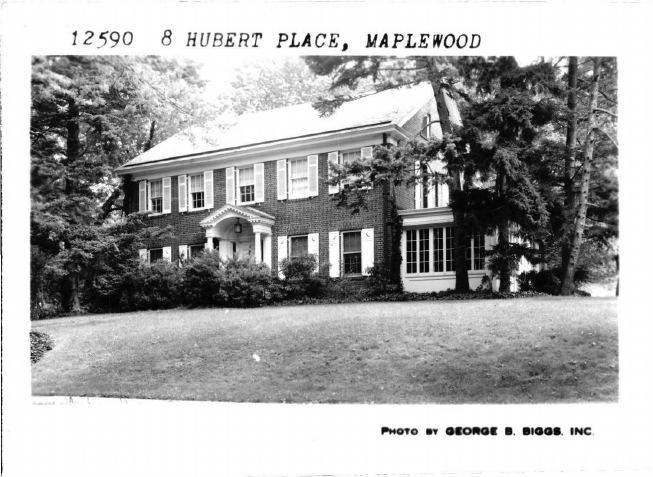 12590 8 HUBERT PLACE, MAPLEWOOD
PHOTO BY GEORGE B. BIGGS, INC.